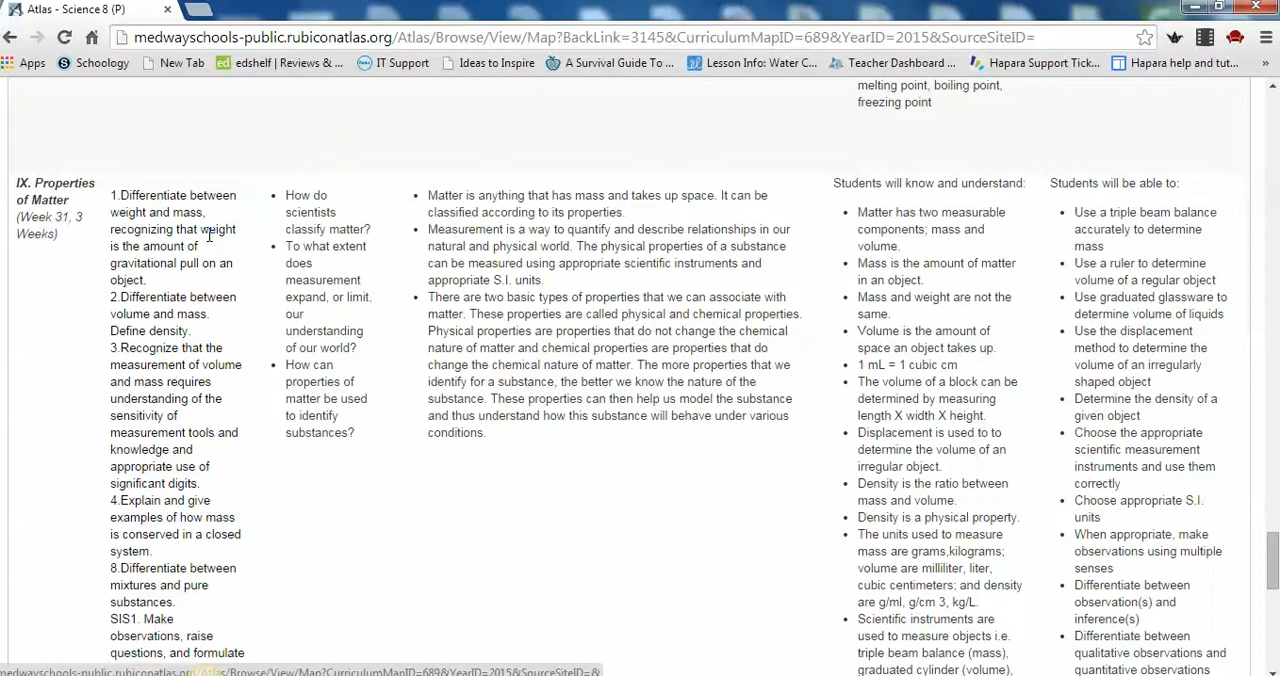 Atlas - Science 8 (P)
medwayschools-public.rubiconatlas.org/Atlas/Browse/View/Map?BackLink=3145&CurriculumMapID=689&YearID=2015&SourceSiteID=
Apps
Schoology
New Tab
edshelf | Reviews & ...
IT Support
Ideas to Inspire
A Survival Guide To ...
Lesson Info: Water C...
Teacher Dashboard ...
Hapara Support Tick...
Hapara help and tut...
»
melting point, boiling point,
freezing point
IX. Properties
of Matter
(Week 31, 3
Weeks)
1.Differentiate between
weight and mass,
recognizing that weight
is the amount of
gravitational pull on an
object.
2.Differentiate between
volume and mass.
Define density.
3.Recognize that the
measurement of volume
and mass requires
understanding of the
sensitivity of
measurement tools and
knowledge and
appropriate use of
significant digits.
4.Explain and give
examples of how mass
is conserved in a closed
system.
8.Differentiate between
mixtures and pure
substances.
SIS1. Make
observations, raise
questions, and formulate
• How do
scientists
classify matter?
• To what extent
does
measurement
expand, or limit,
our
understanding
of our world?
• How can
properties of
matter be used
to identify
substances?
• Matter is anything that has mass and takes up space. It can be
classified according to its properties.
• Measurement is a way to quantify and describe relationships in our
natural and physical world. The physical properties of a substance
can be measured using appropriate scientific instruments and
appropriate S.I. units.
• There are two basic types of properties that we can associate with
matter. These properties are called physical and chemical properties.
Physical properties are properties that do not change the chemical
nature of matter and chemical properties are properties that do
change the chemical nature of matter. The more properties that we
identify for a substance, the better we know the nature of the
substance. These properties can then help us model the substance
and thus understand how this substance will behave under various
conditions.
Students will know and understand:
• Matter has two measurable
components; mass and
volume.
• Mass is the amount of matter
in an object.
• Mass and weight are not the
same.
• Volume is the amount of
space an object takes up.
• 1 mL = 1 cubic cm
• The volume of a block can be
determined by measuring
length X width X height.
• Displacement is used to to
determine the volume of an
irregular object.
• Density is the ratio between
mass and volume.
• Density is a physical property.
• The units used to measure
mass are grams,kilograms;
volume are milliliter, liter,
cubic centimeters; and density
are g/ml, g/cm 3, kg/L.
• Scientific instruments are
used to measure objects i.e.
triple beam balance (mass),
graduated cylinder (volume),
Students will be able to:
• Use a triple beam balance
accurately to determine
mass
• Use a ruler to determine
volume of a regular object
• Use graduated glassware to
determine volume of liquids
• Use the displacement
method to determine the
volume of an irregularly
shaped object
• Determine the density of a
given object
• Choose the appropriate
scientific measurement
instruments and use them
correctly
• Choose appropriate S.I.
units
• When appropriate, make
observations using multiple
senses
• Differentiate between
observation(s) and
inference(s)
• Differentiate between
qualitative observations and
quantitative observations
medwayschools-public.rubiconatlas.org/Atlas/Browse/View/Map?CurriculumMapID=689&YearID=2015&SourceSiteID=&